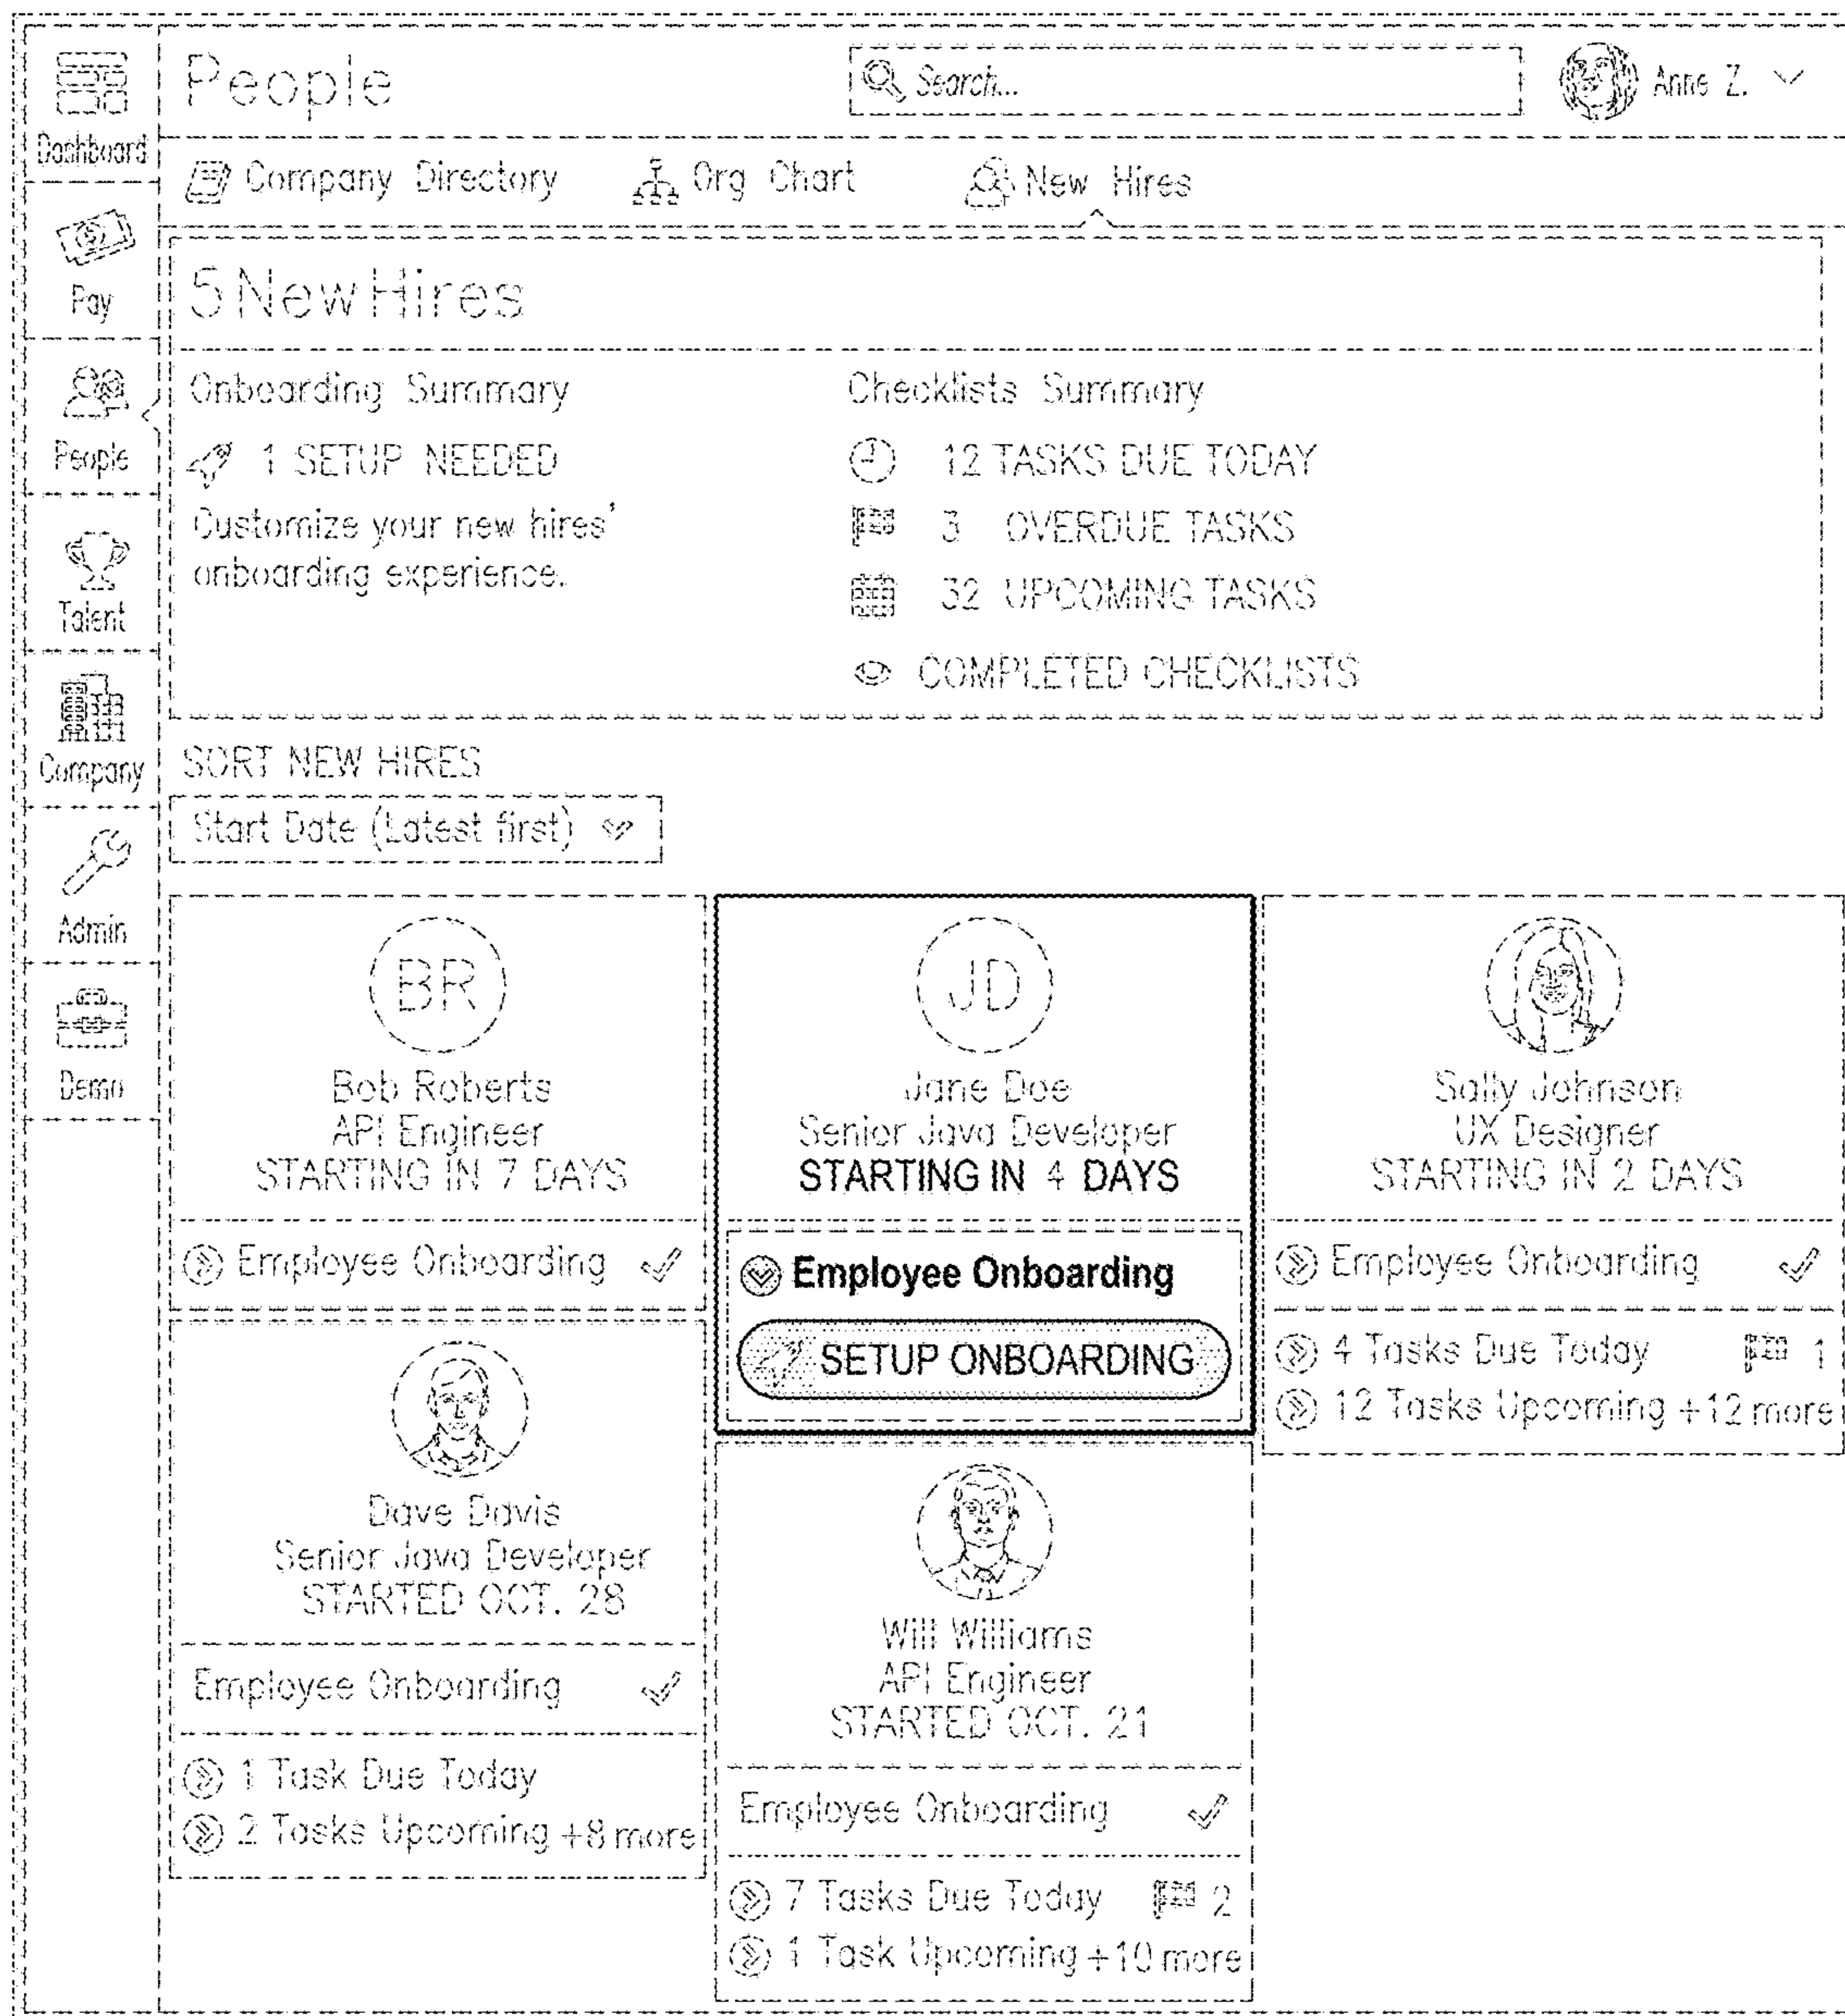 Dashboard
Pay
People
Talent
Company
Admin
Demo
People
Search...
Anne Z.
Company Directory
Org Chart
New Hires
5 New Hires
Onboarding Summary
1 SETUP NEEDED
Customize your new hires'
onboarding experience.
Checklists Summary
12 TASKS DUE TODAY
3 OVERDUE TASKS
32 UPCOMING TASKS
COMPLETED CHECKLISTS
SORT NEW HIRES
Start Date (Latest first)
BR
Bob Roberts
API Engineer
STARTING IN 7 DAYS
Employee Onboarding
JD
Jane Doe
Senior Java Developer
STARTING IN 4 DAYS
Employee Onboarding
SETUP ONBOARDING
Sally Johnson
UX Designer
STARTING IN 2 DAYS
Employee Onboarding
4 Tasks Due Today 1
12 Tasks Upcoming +12 more
Dave Davis
Senior Java Developer
STARTED OCT. 28
Employee Onboarding
1 Task Due Today
2 Tasks Upcoming +8 more
Will Williams
API Engineer
STARTED OCT. 21
Employee Onboarding
7 Tasks Due Today 2
1 Task Upcoming +10 more